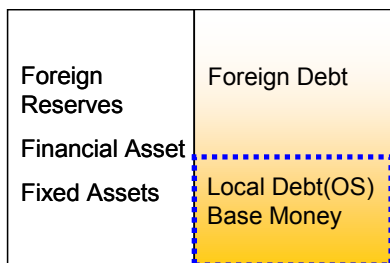 Foreign
Reserves
Financial Asset
Fixed Assets
Foreign Debt
Local Debt(OS)
Base Money